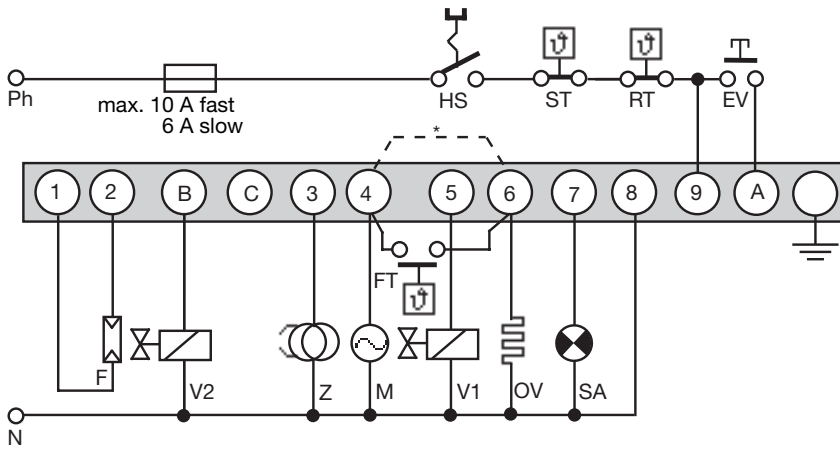 Ph
max. 10 A fast
6 A slow
HS
ϑ
ST
ϑ
RT
EV
*
1 2 B C 3 4 5 6 7 8 9 A
FT
ϑ
F
V2
Z
M
V1
OV
SA
N